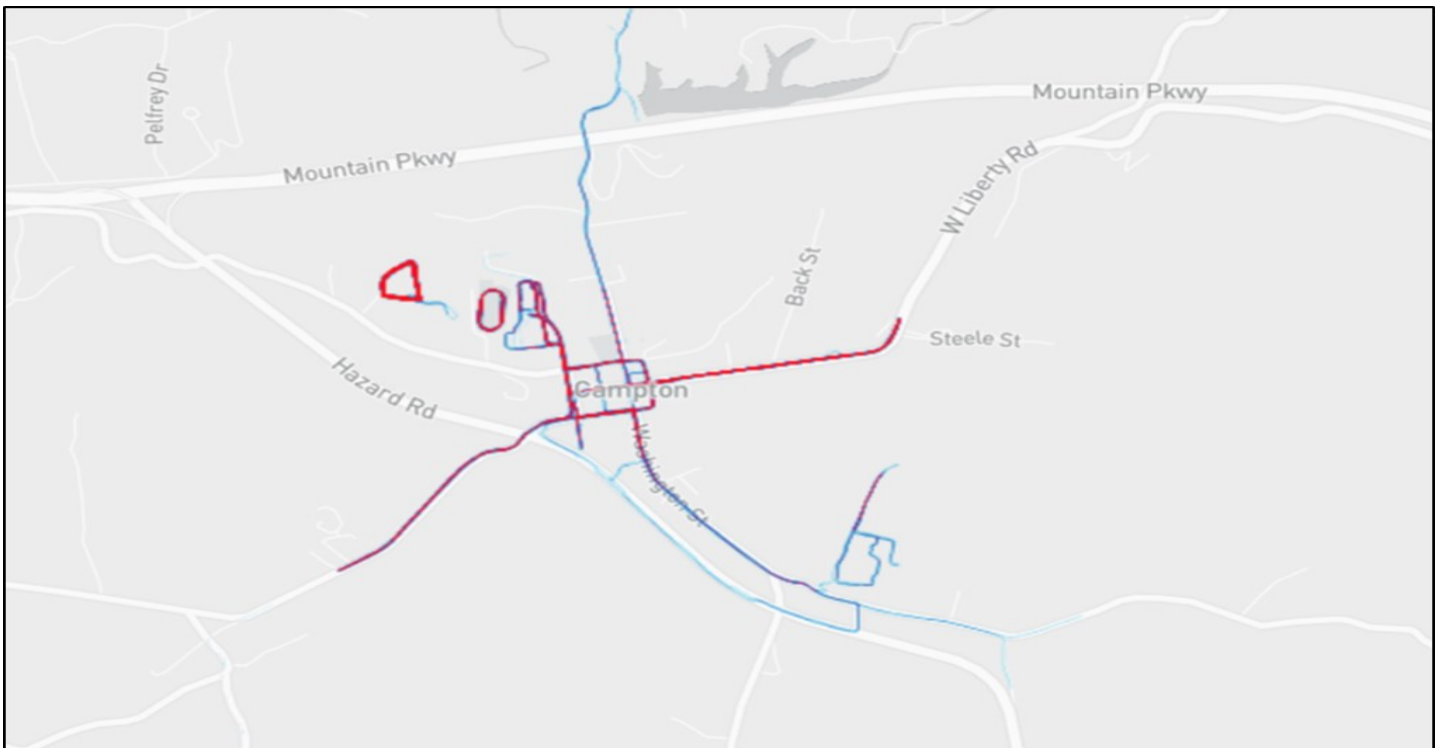 Mountain Pkwy
Pelfrey Dr
Mountain Pkwy
W Liberty Rd
Back St
Steele St
Hazard Rd
Campton
Washington St